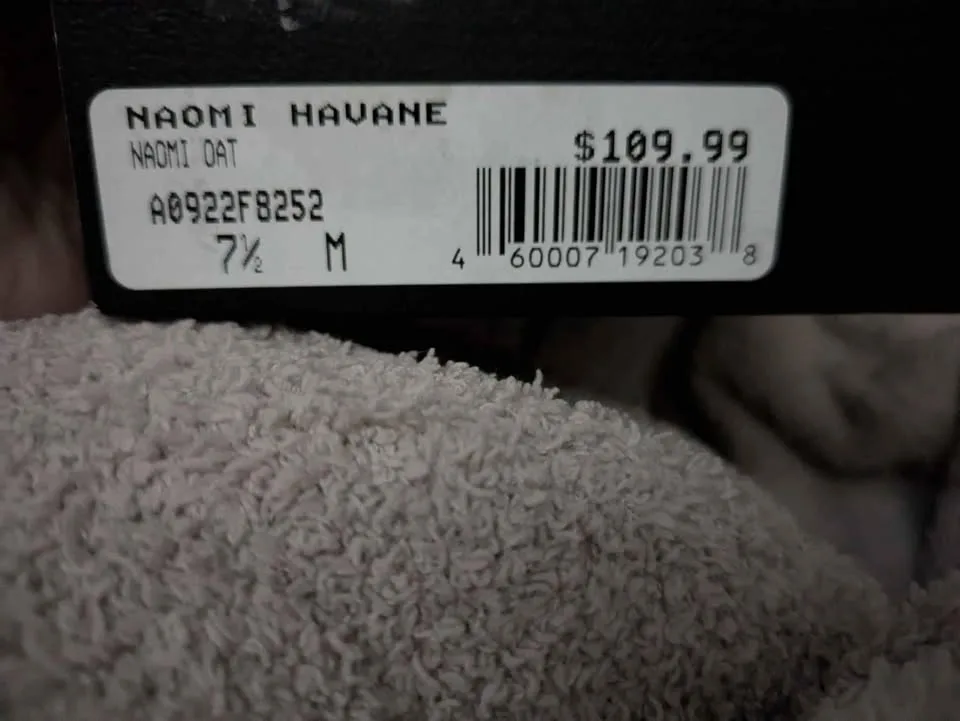 NAOMI HAVANE
NAOMI OAT
$109.99
A0922F8252
7½ M
4 60007 19203 8